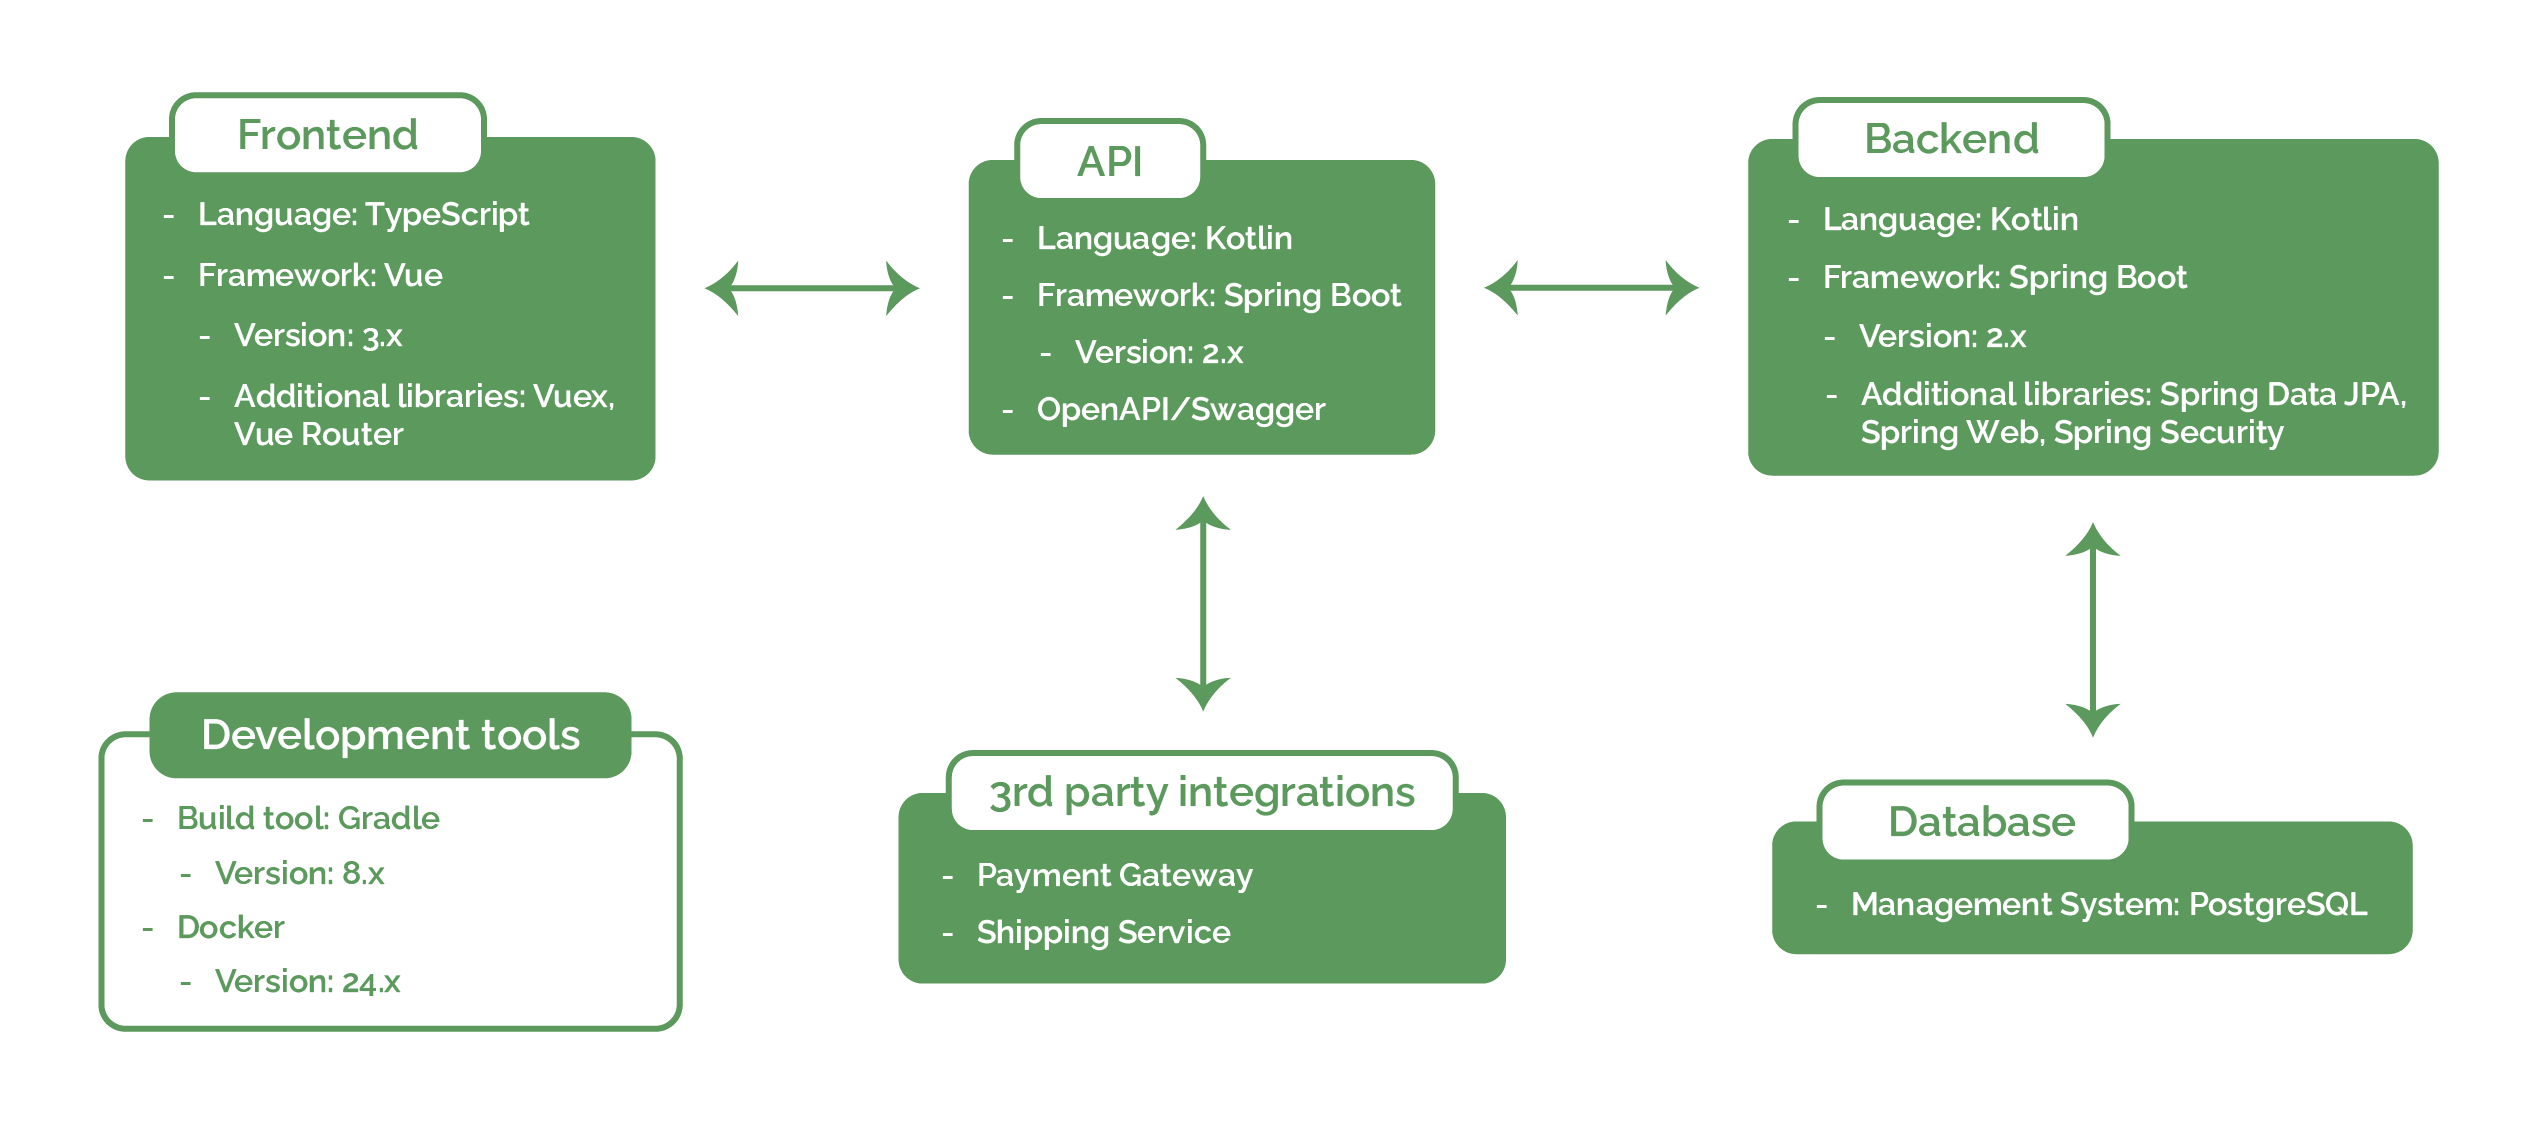 Frontend
- Language: TypeScript
- Framework: Vue
- Version: 3.x
- Additional libraries: Vuex,
Vue Router
API
- Language: Kotlin
- Framework: Spring Boot
- Version: 2.x
- OpenAPI/Swagger
Backend
- Language: Kotlin
- Framework: Spring Boot
- Version: 2.x
- Additional libraries: Spring Data JPA,
Spring Web, Spring Security
Development tools
- Build tool: Gradle
- Version: 8.x
- Docker
- Version: 24.x
3rd party integrations
- Payment Gateway
- Shipping Service
Database
- Management System: PostgreSQL